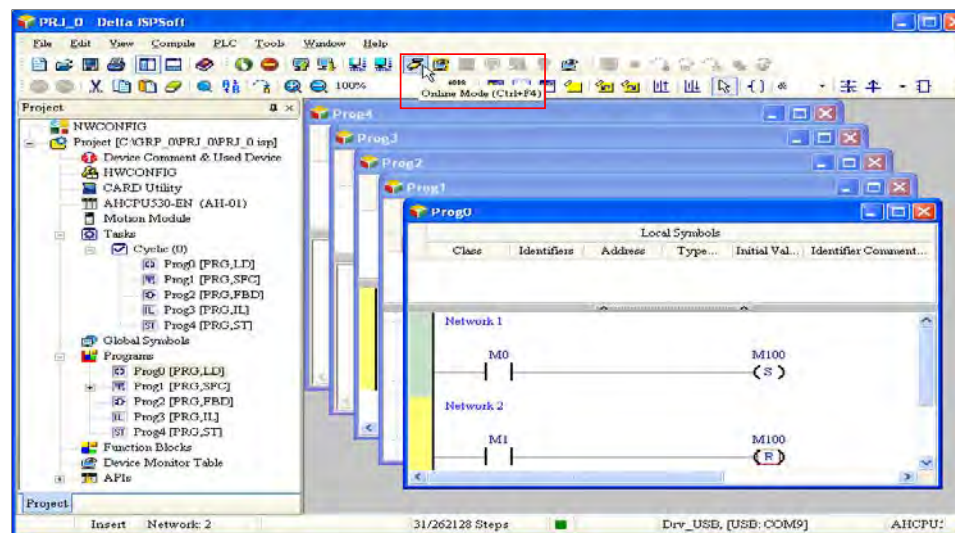 PRJ_0 Delta ISPSoft
File Edit View Compile PLC Tools Window Help
100%
Online Mode (Ctrl+F4)
Project
NWCONFIG
Project [C:\GRP_0\PRJ_0\PRJ_0.isp]
Device Comment & Used Device
HWCONFIG
CARD Utility
AHCPU530-EN (AH-01)
Motion Module
Tasks
Cyclic (0)
Prog0 [PRG,LD]
Prog1 [PRG,SFC]
Prog2 [PRG,FBD]
Prog3 [PRG,IL]
Prog4 [PRG,ST]
Global Symbols
Programs
Prog0 [PRG,LD]
Prog1 [PRG,SFC]
Prog2 [PRG,FBD]
Prog3 [PRG,IL]
Prog4 [PRG,ST]
Function Blocks
Device Monitor Table
APIs
Project
Prog4
Prog3
Prog2
Prog1
Prog0
Local Symbols
Class Identifiers Address Type... Initial Val... Identifier Comment...
Network 1
M0 M100
S
Network 2
M1 M100
R
Insert Network: 2 31/262128 Steps Drv_USB, [USB: COM9] AHCPU5